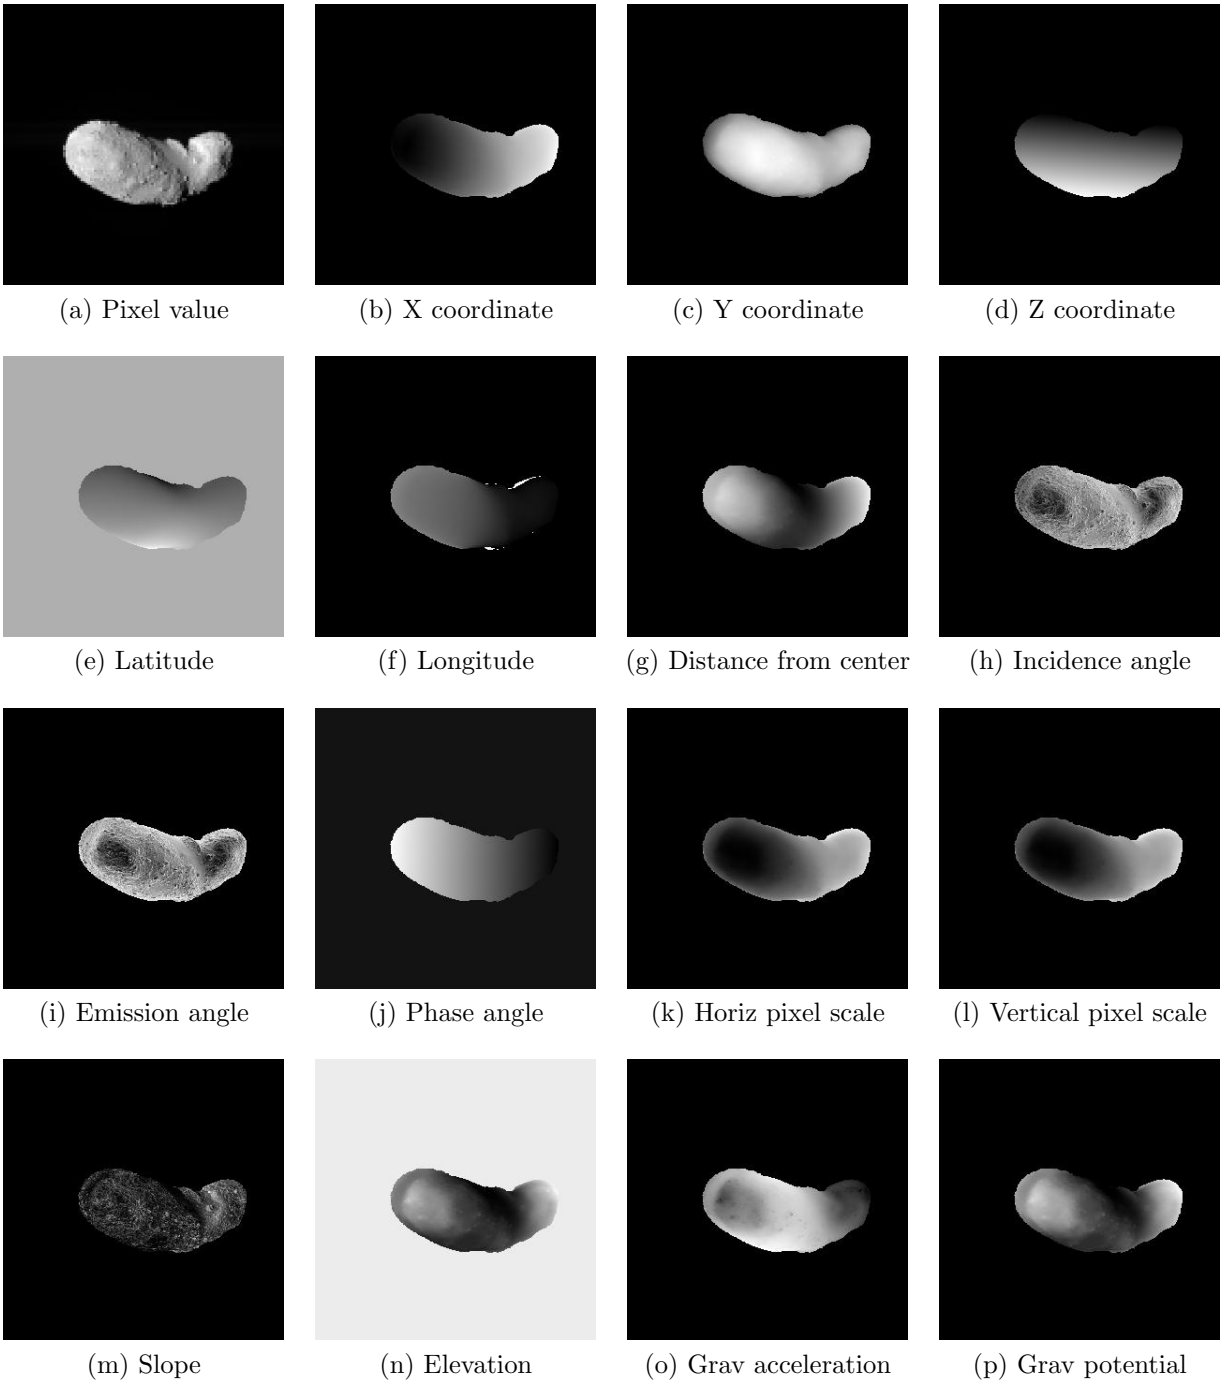 (a) Pixel value
(b) X coordinate
(c) Y coordinate
(d) Z coordinate
(e) Latitude
(f) Longitude
(g) Distance from center
(h) Incidence angle
(i) Emission angle
(j) Phase angle
(k) Horiz pixel scale
(l) Vertical pixel scale
(m) Slope
(n) Elevation
(o) Grav acceleration
(p) Grav potential